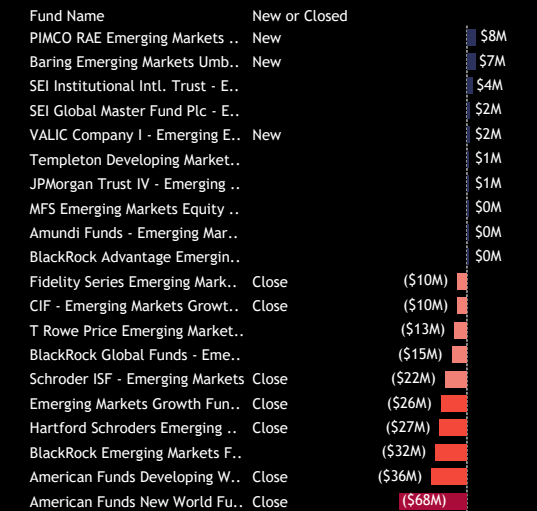 Fund Name New or Closed
PIMCO RAE Emerging Markets .. New $8M
Baring Emerging Markets Umb.. New $7M
SEI Institutional Intl. Trust - E.. $4M
SEI Global Master Fund Plc - E.. $2M
VALIC Company I - Emerging E.. New $2M
Templeton Developing Market.. $1M
JPMorgan Trust IV - Emerging .. $1M
MFS Emerging Markets Equity .. $0M
Amundi Funds - Emerging Mar.. $0M
BlackRock Advantage Emergin.. $0M
Fidelity Series Emerging Mark.. Close ($10M)
CIF - Emerging Markets Growt.. Close ($10M)
T Rowe Price Emerging Market.. ($13M)
BlackRock Global Funds - Eme.. ($15M)
Schroder ISF - Emerging Markets Close ($22M)
Emerging Markets Growth Fun.. Close ($26M)
Hartford Schroders Emerging .. Close ($27M)
BlackRock Emerging Markets F.. ($32M)
American Funds Developing W.. Close ($36M)
American Funds New World Fu.. Close ($68M)